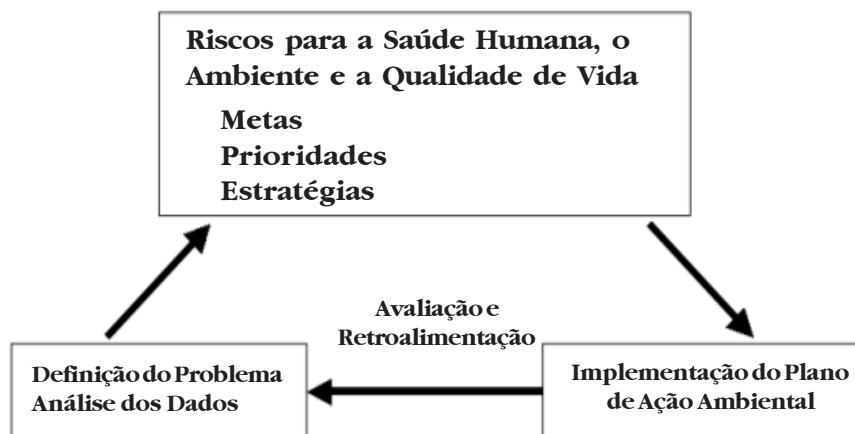 Riscos para a Saúde Humana, o
Ambiente e a Qualidade de Vida
Metas
Prioridades
Estratégias
Avaliação e
Retroalimentação
Definição do Problema
Análise dos Dados
Implementação do Plano
de Ação Ambiental